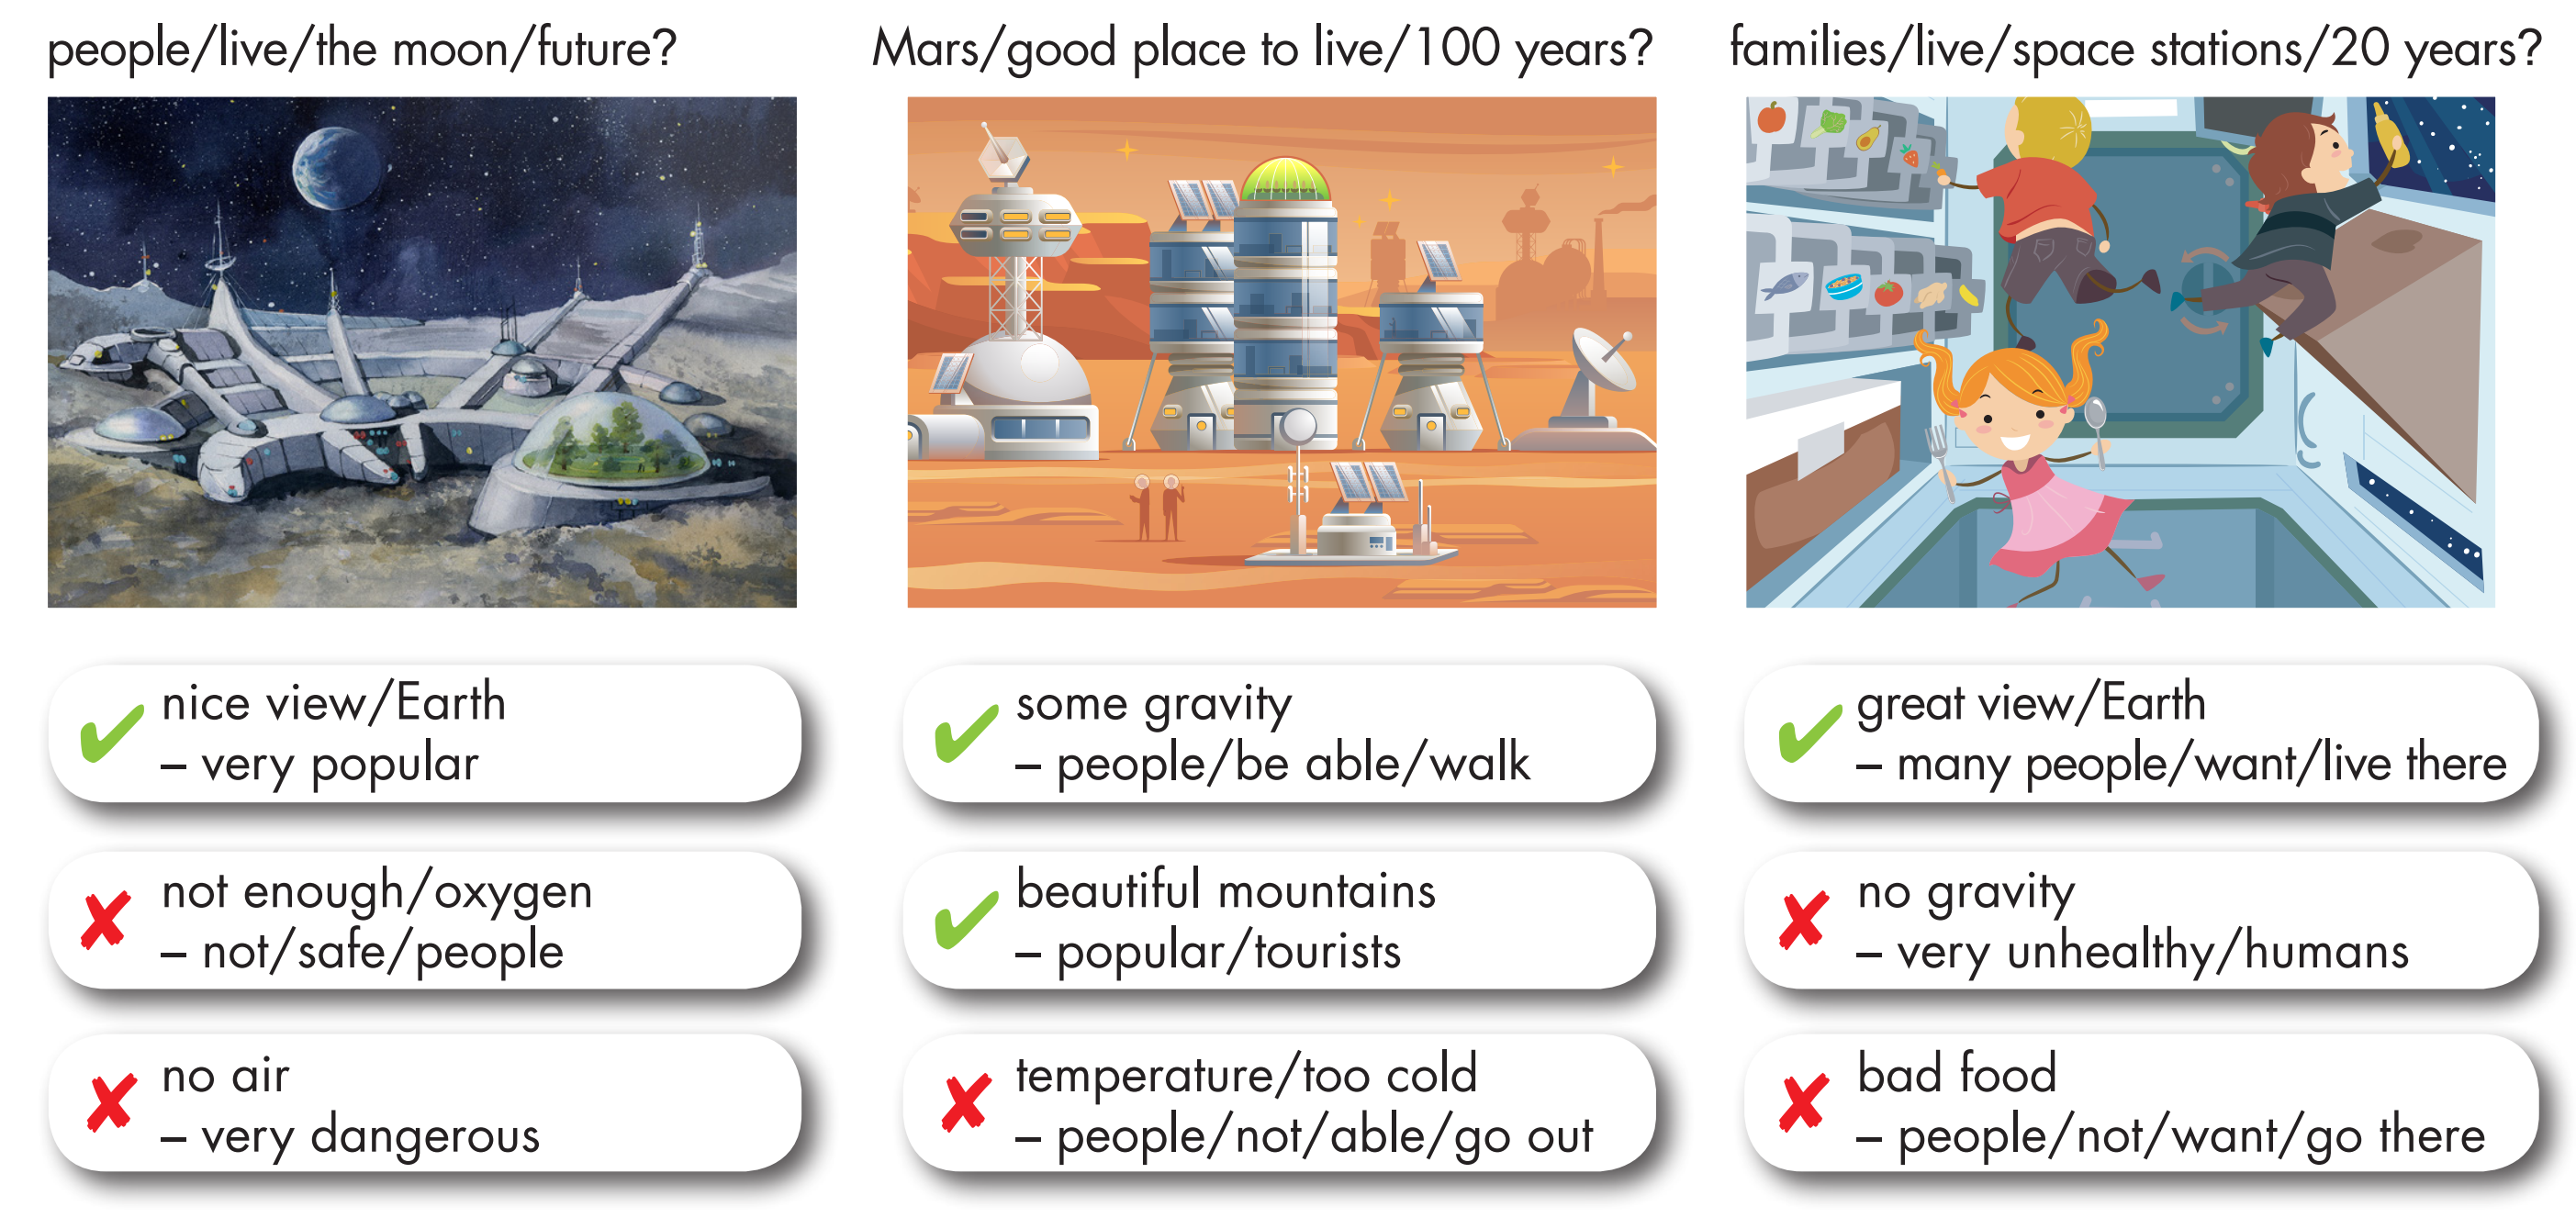 people/live/the moon/future?
Mars/good place to live/100 years?
families/live/space stations/20 years?
nice view/Earth
– very popular
some gravity
– people/be able/walk
great view/Earth
– many people/want/live there
not enough/oxygen
– not/safe/people
beautiful mountains
– popular/tourists
no gravity
– very unhealthy/humans
no air
– very dangerous
temperature/too cold
– people/not/able/go out
bad food
– people/not/want/go there